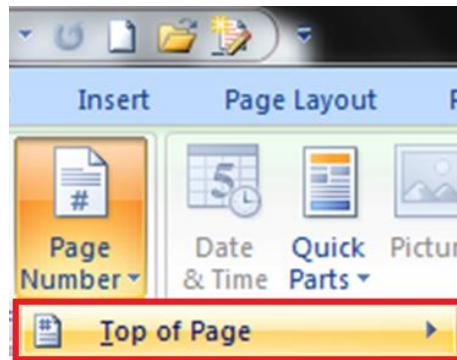 Insert Page Layout
Page Date Quick
Number & Time Parts
Top of Page